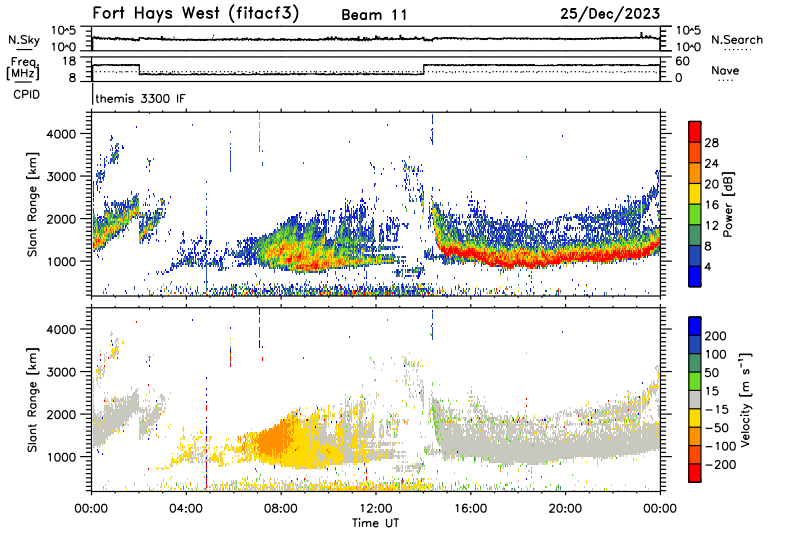 Fort Hays West (fitacf3) Beam 11 25/Dec/2023
10^5 10^5
N.Sky N.Search
10^0 10^0
18 60
Freq. [MHz] Nave
8 0
CPID themis 3300 IF
4000
3000
2000
1000
Slant Range [km]
28
24
20
16
12
8
4
Power [dB]
4000
3000
2000
1000
Slant Range [km]
200
100
50
15
-15
-50
-100
-200
Velocity [m s⁻¹]
00:00 04:00 08:00 12:00 16:00 20:00 00:00
Time UT